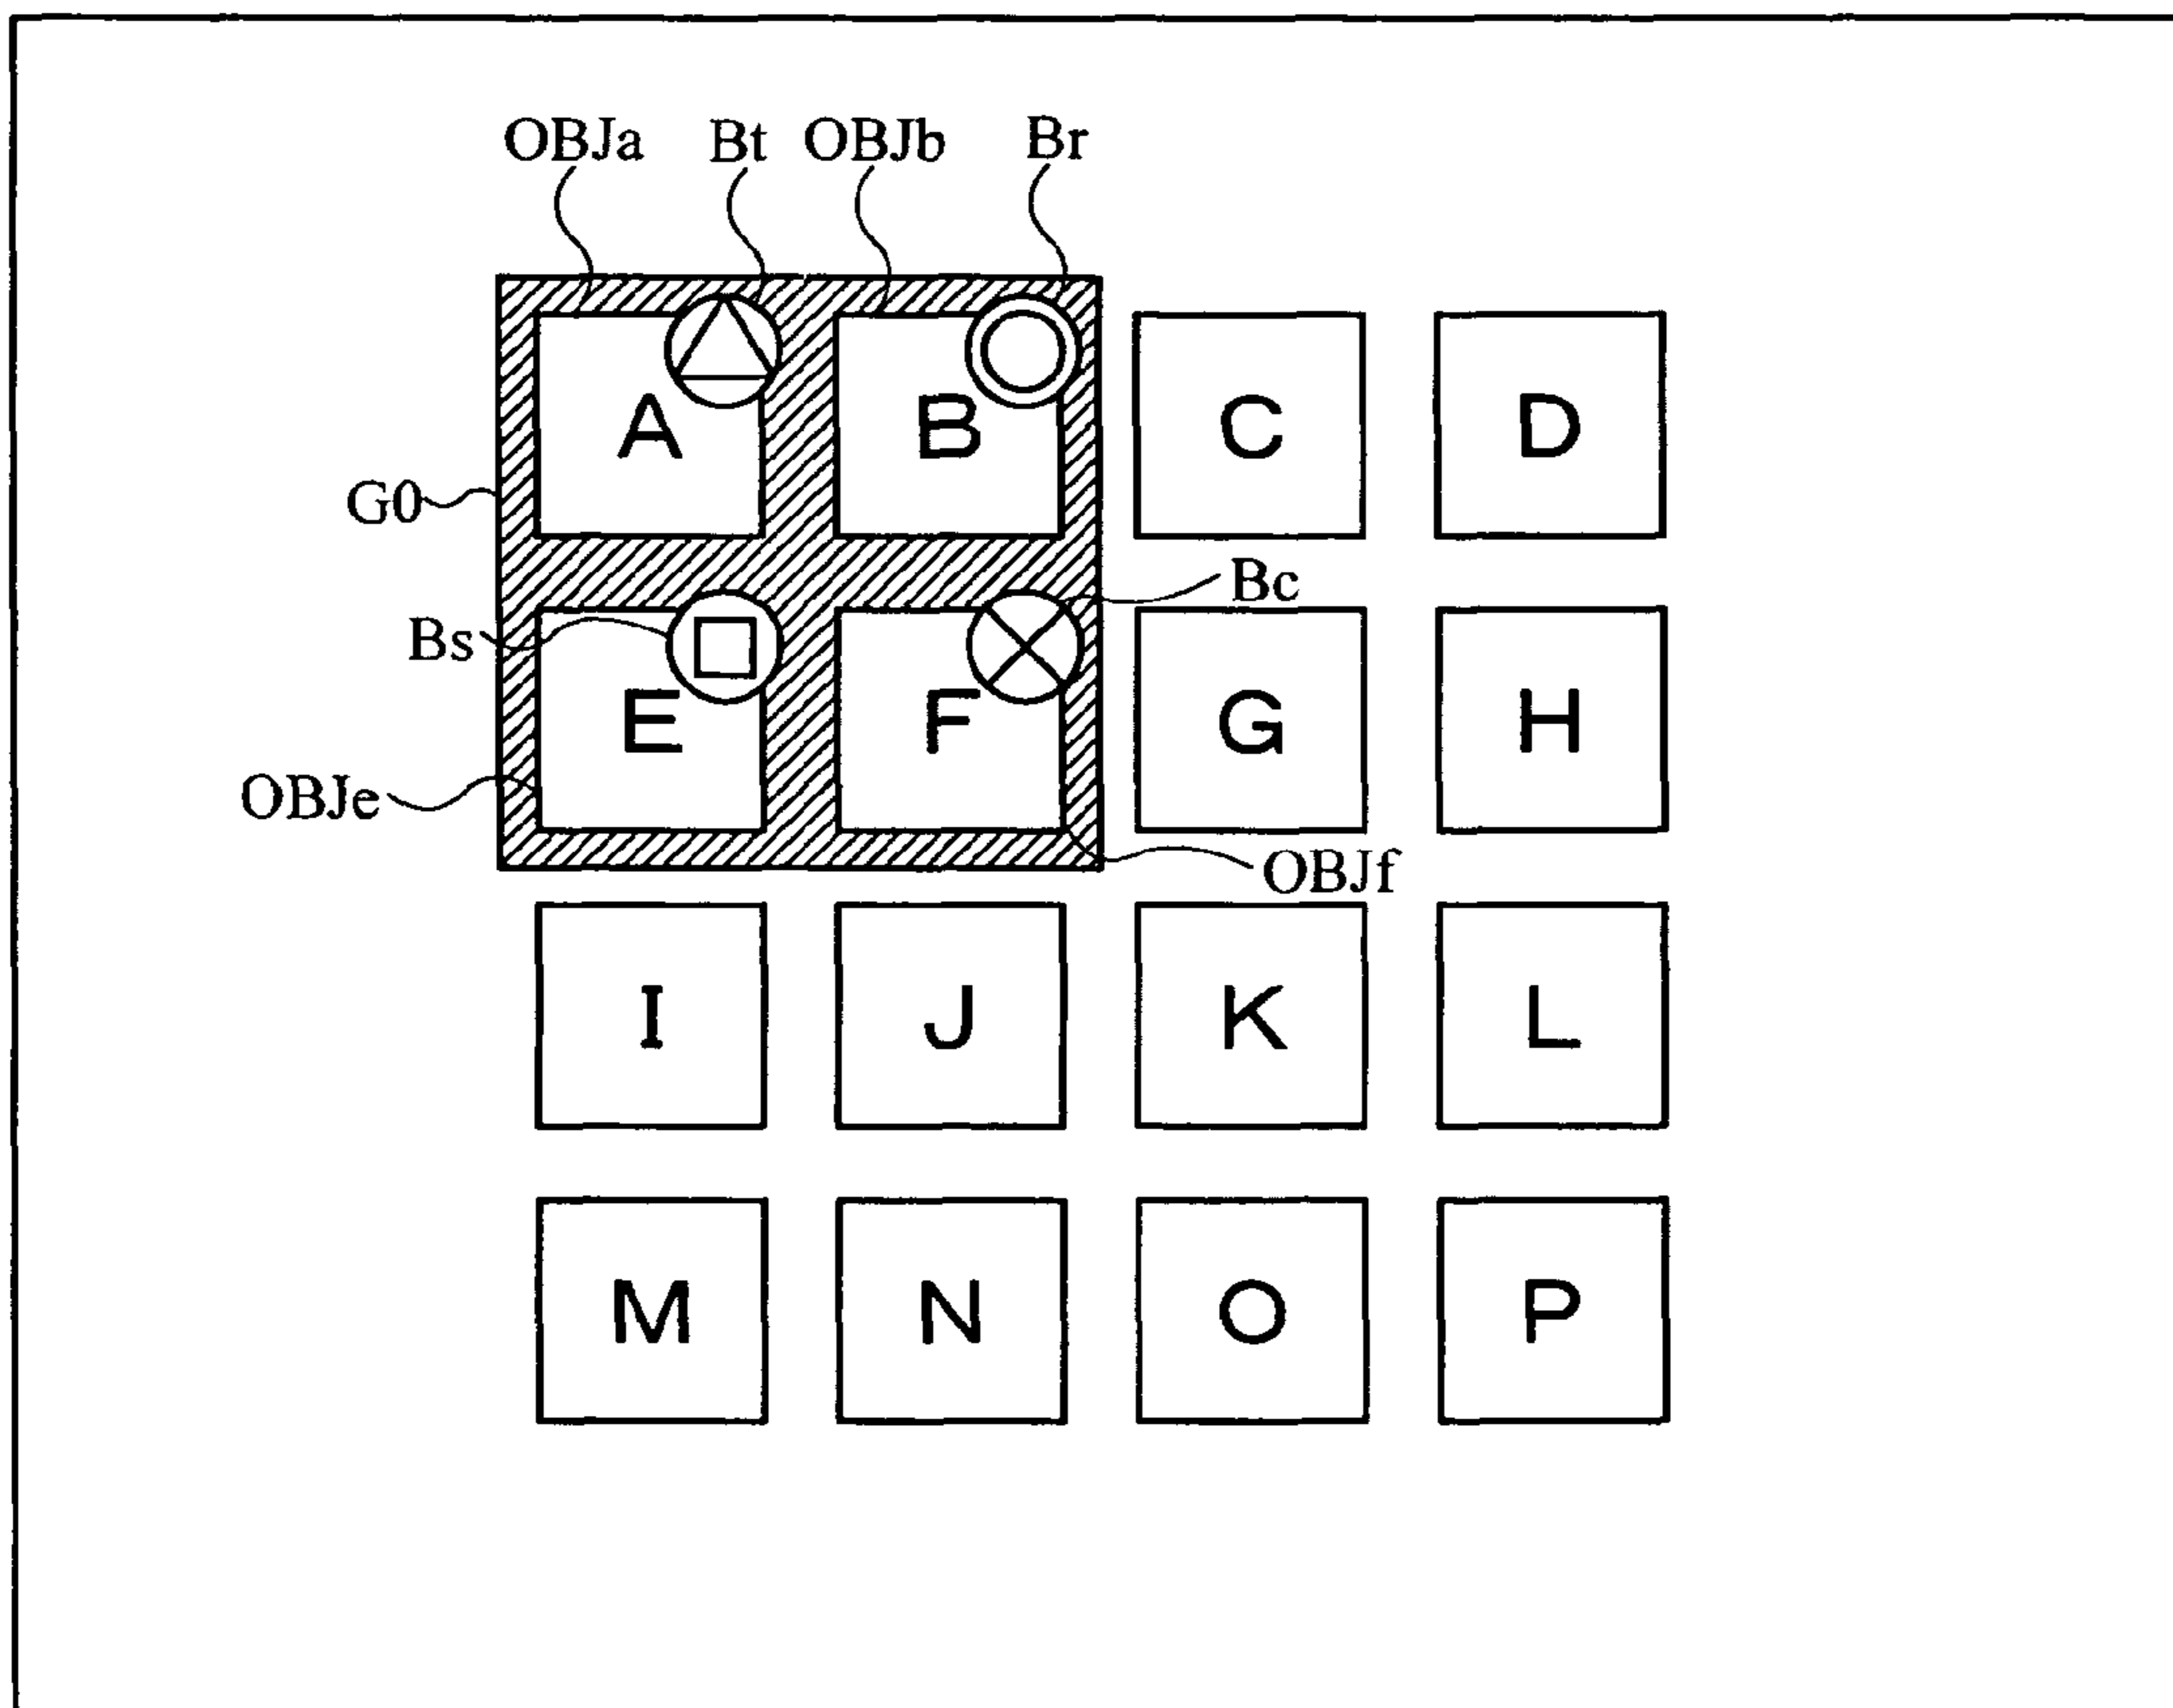 OBJa Bt OBJb Br
A B C D
G0
Bc
Bs
E F G H
OBJe
OBJf
I J K L
M N O P